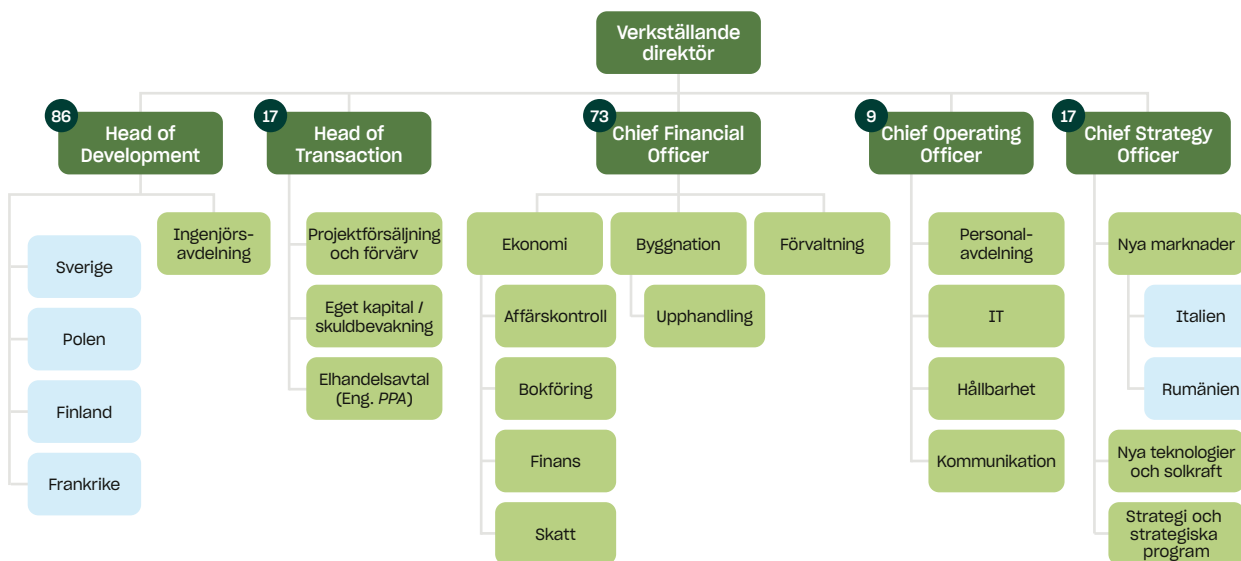 Verkställande
direktör
86
Head of
Development
17
Head of
Transaction
73
Chief Financial
Officer
9
Chief Operating
Officer
17
Chief Strategy
Officer
Sverige
Polen
Finland
Frankrike
Ingenjörs-
avdelning
Projektförsäljning
och förvärv
Eget kapital /
skuldbevakning
Elhandelsavtal
(Eng. PPA)
Ekonomi
Affärskontroll
Bokföring
Finans
Skatt
Byggnation
Upphandling
Förvaltning
Personal-
avdelning
IT
Hållbarhet
Kommunikation
Nya marknader
Italien
Rumänien
Nya teknologier
och solkraft
Strategi och
strategiska
program